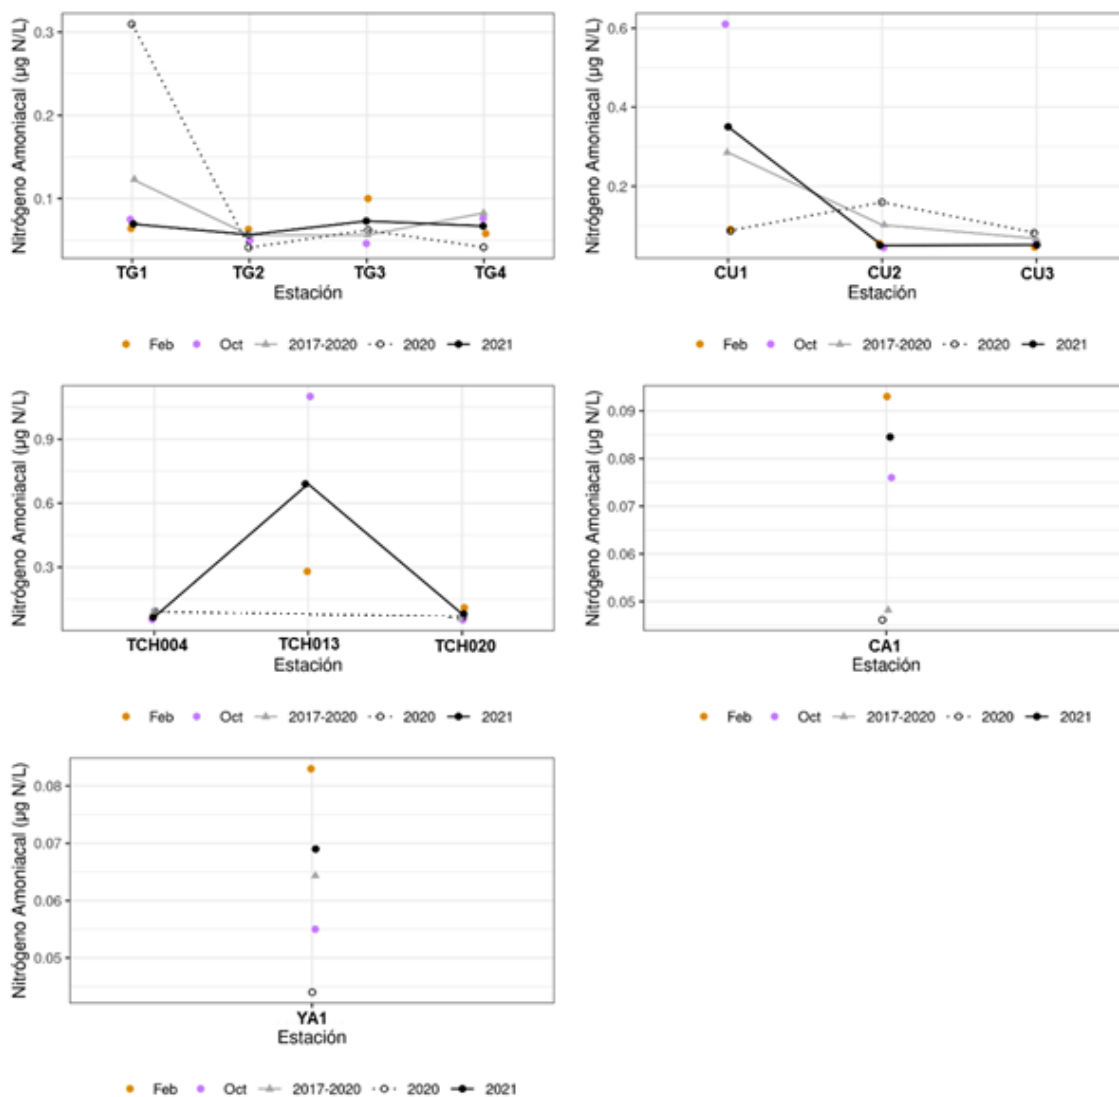 Nitrógeno Amoniacal (µg N/L)
0.3
0.2
0.1
TG1 TG2 TG3 TG4
Estación
Feb Oct 2017-2020 2020 2021
Nitrógeno Amoniacal (µg N/L)
0.6
0.4
0.2
CU1 CU2 CU3
Estación
Feb Oct 2017-2020 2020 2021
Nitrógeno Amoniacal (µg N/L)
0.9
0.6
0.3
TCH004 TCH013 TCH020
Estación
Feb Oct 2017-2020 2020 2021
Nitrógeno Amoniacal (µg N/L)
0.09
0.08
0.07
0.06
0.05
CA1
Estación
Feb Oct 2017-2020 2020 2021
Nitrógeno Amoniacal (µg N/L)
0.08
0.07
0.06
0.05
YA1
Estación
Feb Oct 2017-2020 2020 2021